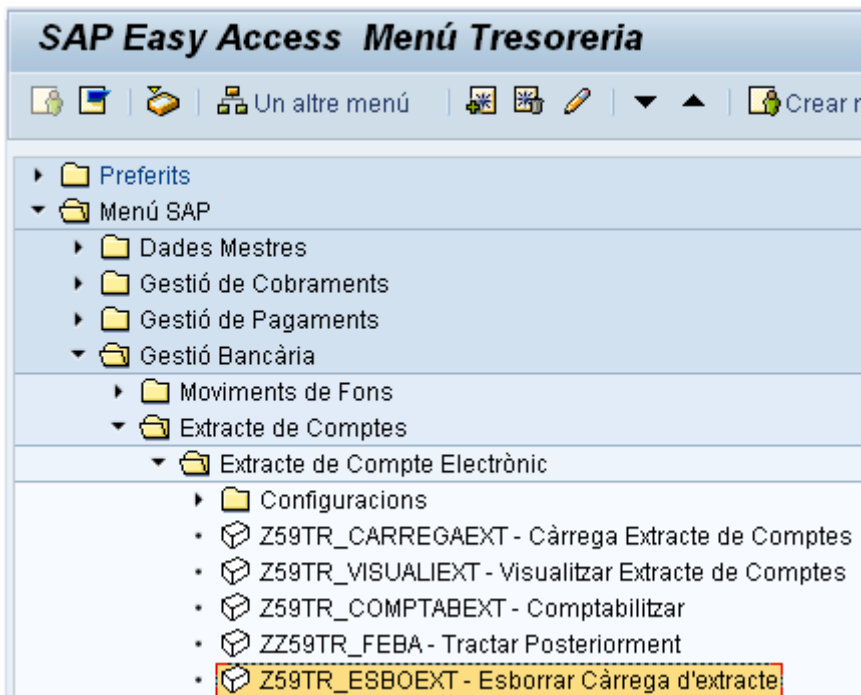 SAP Easy Access Menú Tresoreria
Un altre menú Crear
Preferits
Menú SAP
Dades Mestres
Gestió de Cobraments
Gestió de Pagaments
Gestió Bancària
Moviments de Fons
Extracte de Comptes
Extracte de Compte Electrònic
Configuracions
Z59TR_CARREGAEXT - Càrrega Extracte de Comptes
Z59TR_VISUALIEXT - Visualitzar Extracte de Comptes
Z59TR_COMPTABEXT - Comptabilitzar
ZZ59TR_FEBA - Tractar Posteriorment
Z59TR_ESBOEXT - Esborrar Càrrega d'extracte